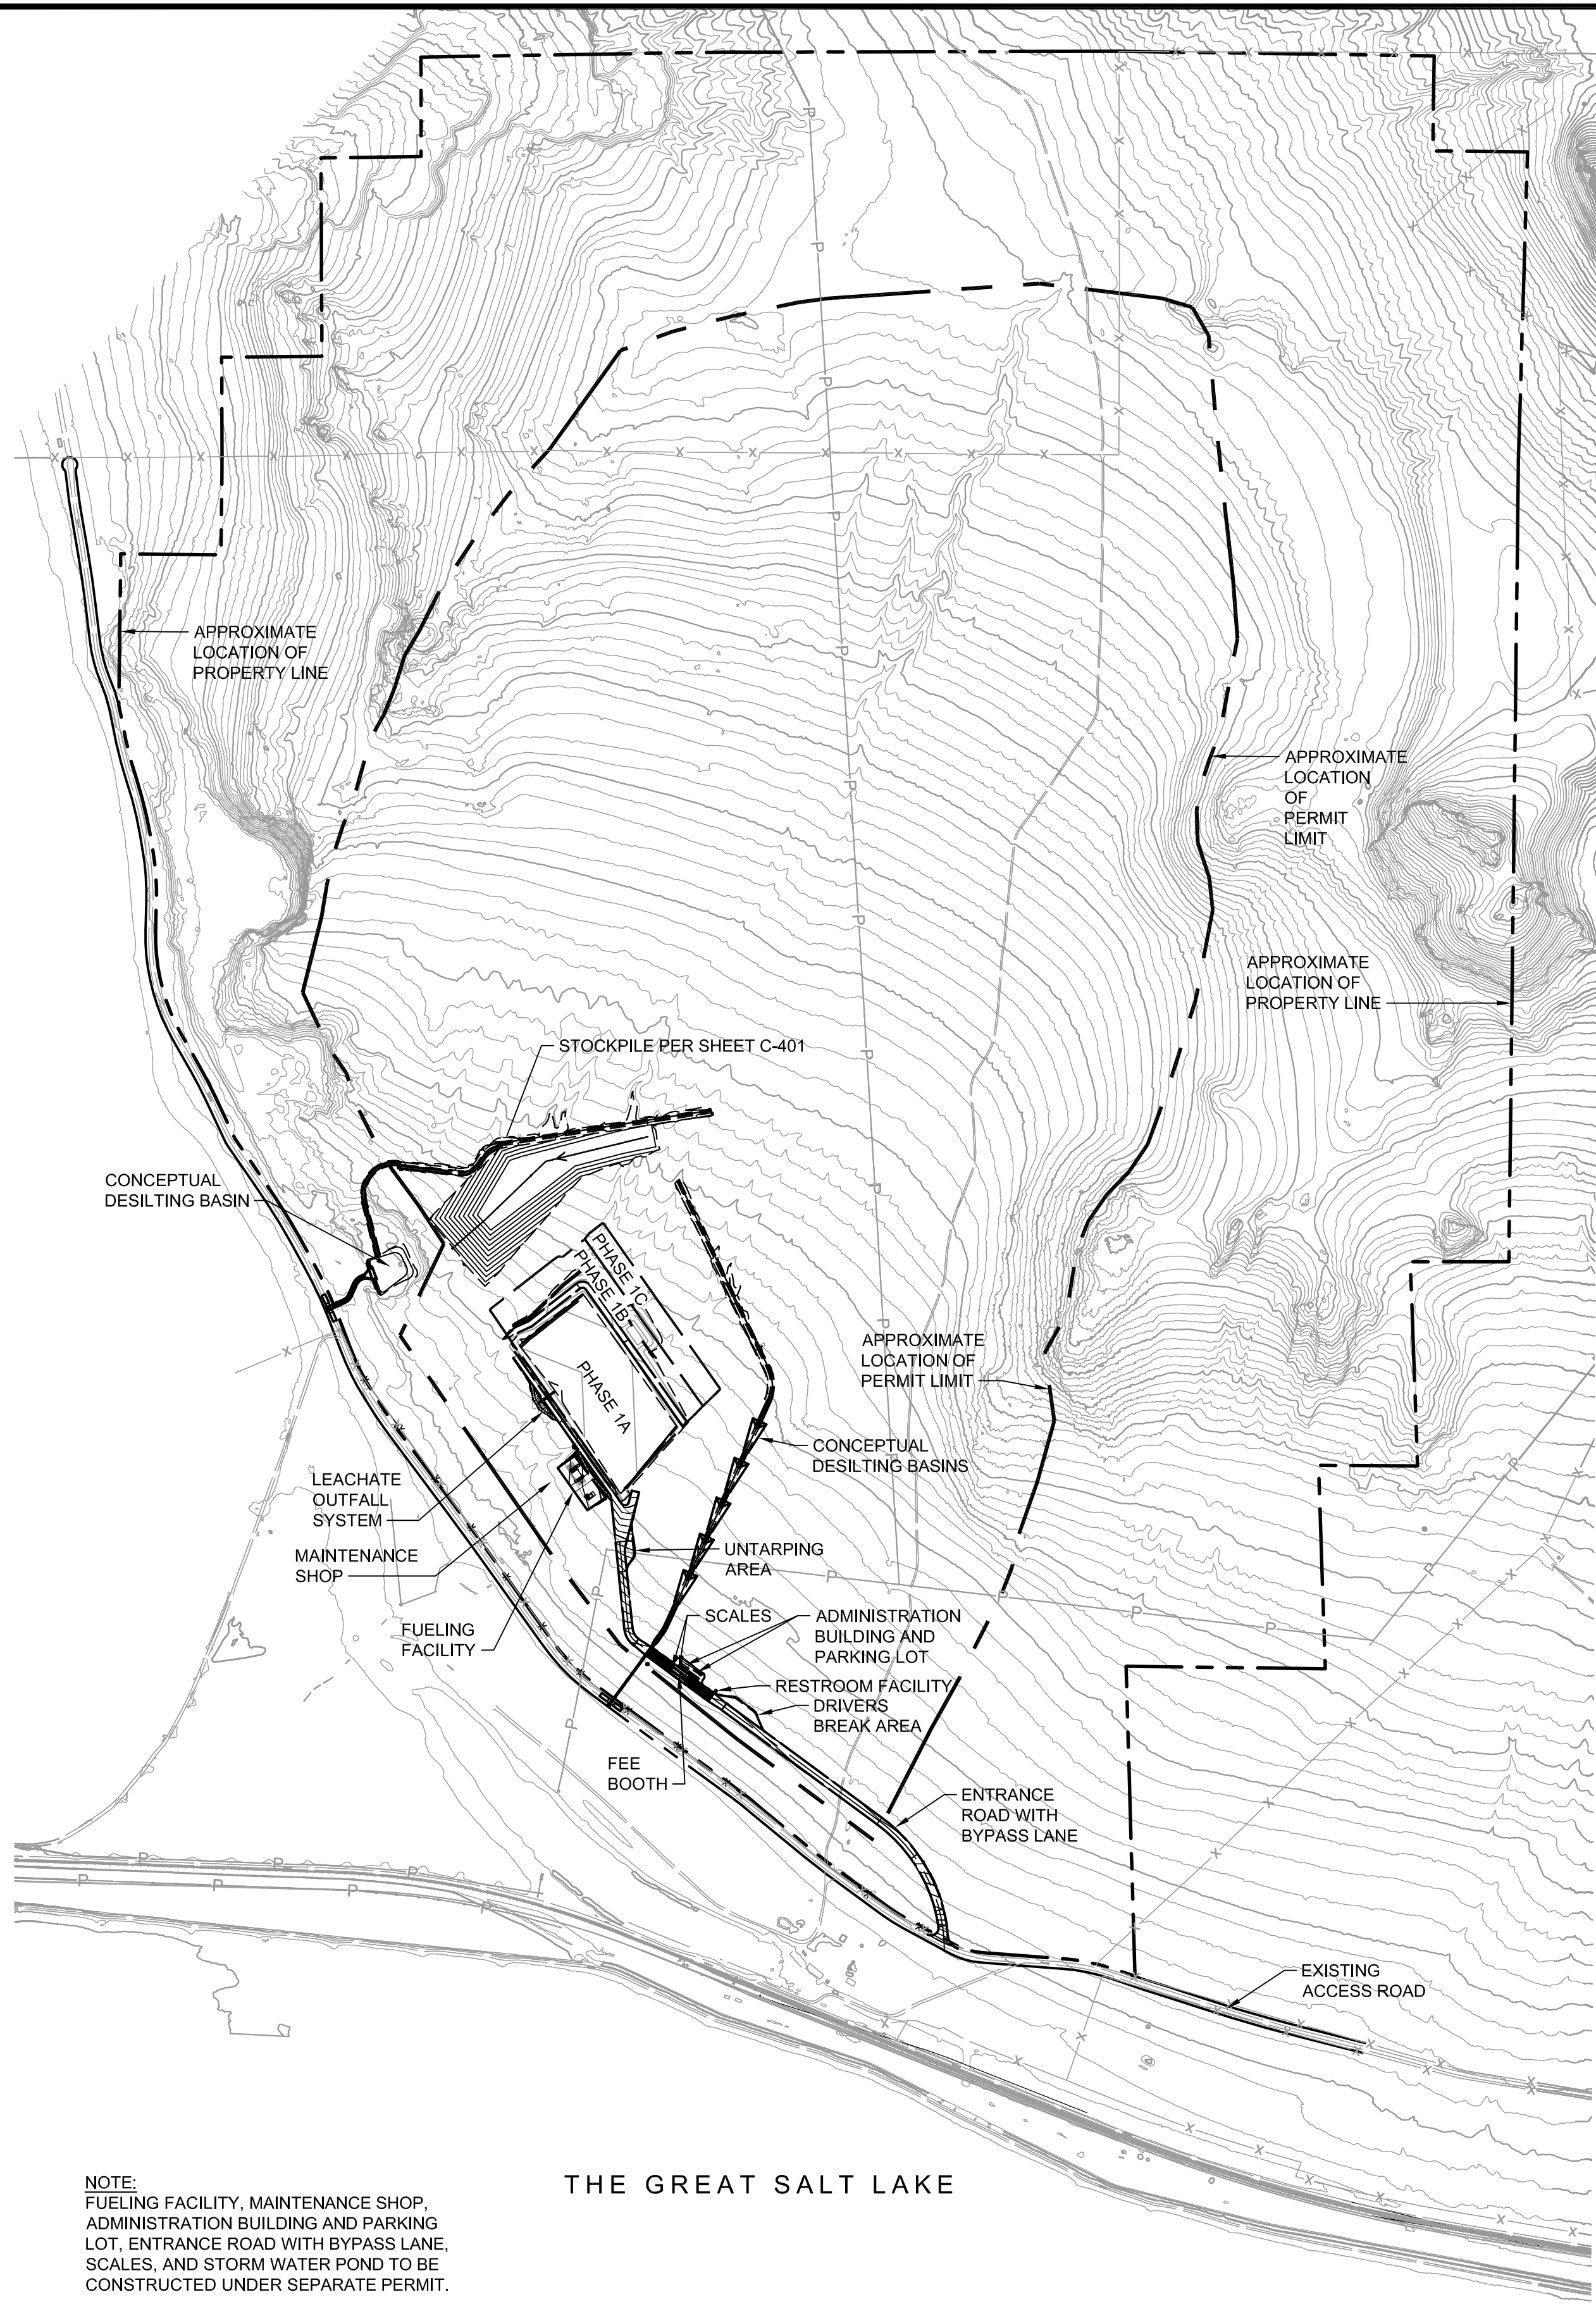 APPROXIMATE
LOCATION OF
PROPERTY LINE
APPROXIMATE
LOCATION
OF
PERMIT
LIMIT
APPROXIMATE
LOCATION OF
PROPERTY LINE
STOCKPILE PER SHEET C-401
CONCEPTUAL
DESILTING BASIN
PHASE 1C
PHASE 1B
PHASE 1A
APPROXIMATE
LOCATION OF
PERMIT LIMIT
CONCEPTUAL
DESILTING BASINS
LEACHATE
OUTFALL
SYSTEM
MAINTENANCE
SHOP
UNTARPING
AREA
FUELING
FACILITY
SCALES
ADMINISTRATION
BUILDING AND
PARKING LOT
RESTROOM FACILITY
DRIVERS
BREAK AREA
FEE
BOOTH
ENTRANCE
ROAD WITH
BYPASS LANE
EXISTING
ACCESS ROAD
THE GREAT SALT LAKE
NOTE:
FUELING FACILITY, MAINTENANCE SHOP,
ADMINISTRATION BUILDING AND PARKING
LOT, ENTRANCE ROAD WITH BYPASS LANE,
SCALES, AND STORM WATER POND TO BE
CONSTRUCTED UNDER SEPARATE PERMIT.